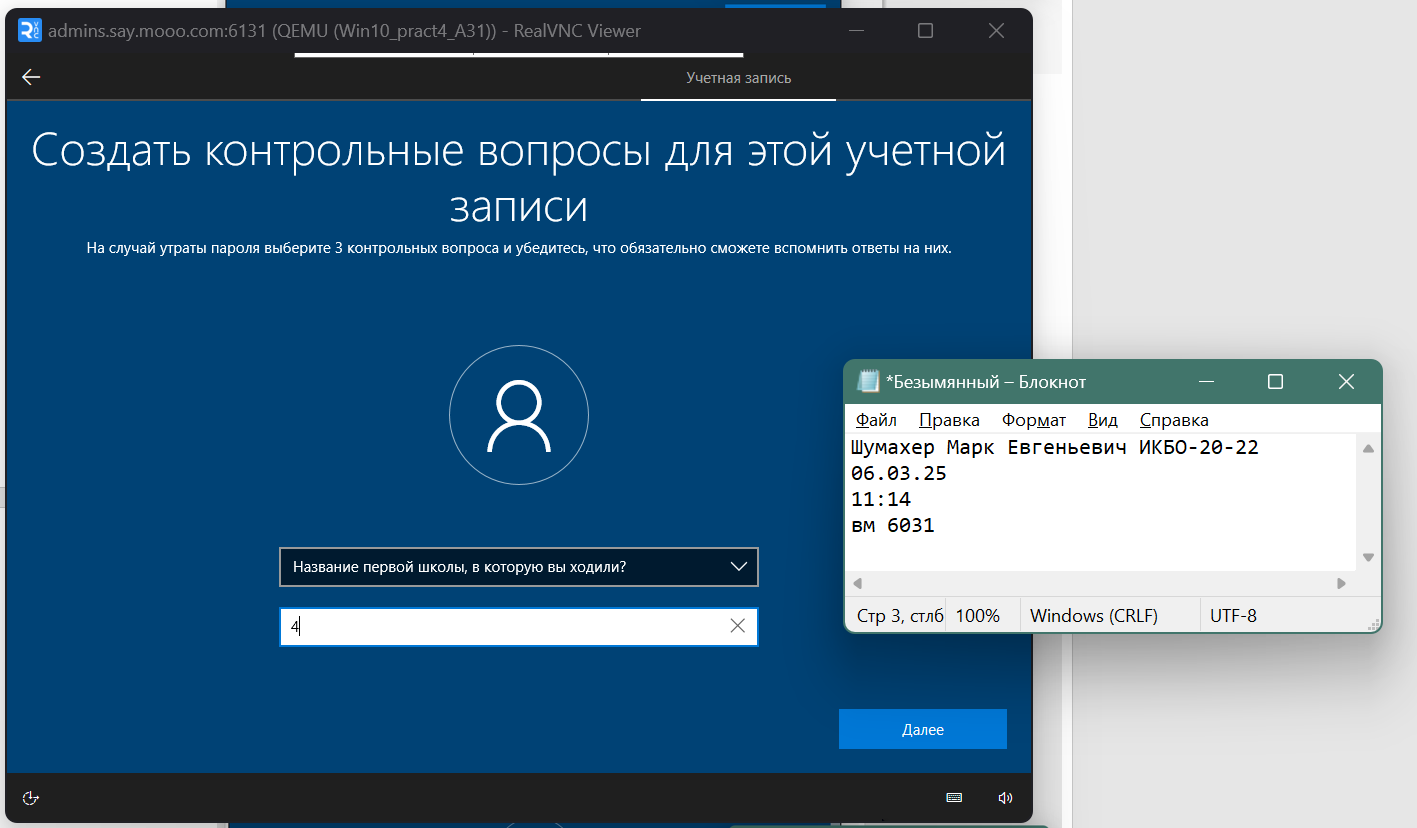 admins.say.mooo.com:6131 (QEMU (Win10_pract4_A31)) - RealVNC Viewer
Учетная запись
Создать контрольные вопросы для этой учетной
записи
На случай утраты пароля выберите 3 контрольных вопроса и убедитесь, что обязательно сможете вспомнить ответы на них.
Название первой школы, в которую вы ходили?
4
Далее
*Безымянный – Блокнот
Файл Правка Формат Вид Справка
Шумахер Марк Евгеньевич ИКБО-20-22
06.03.25
11:14
вм 6031
Стр 3, стлб 100% Windows (CRLF) UTF-8